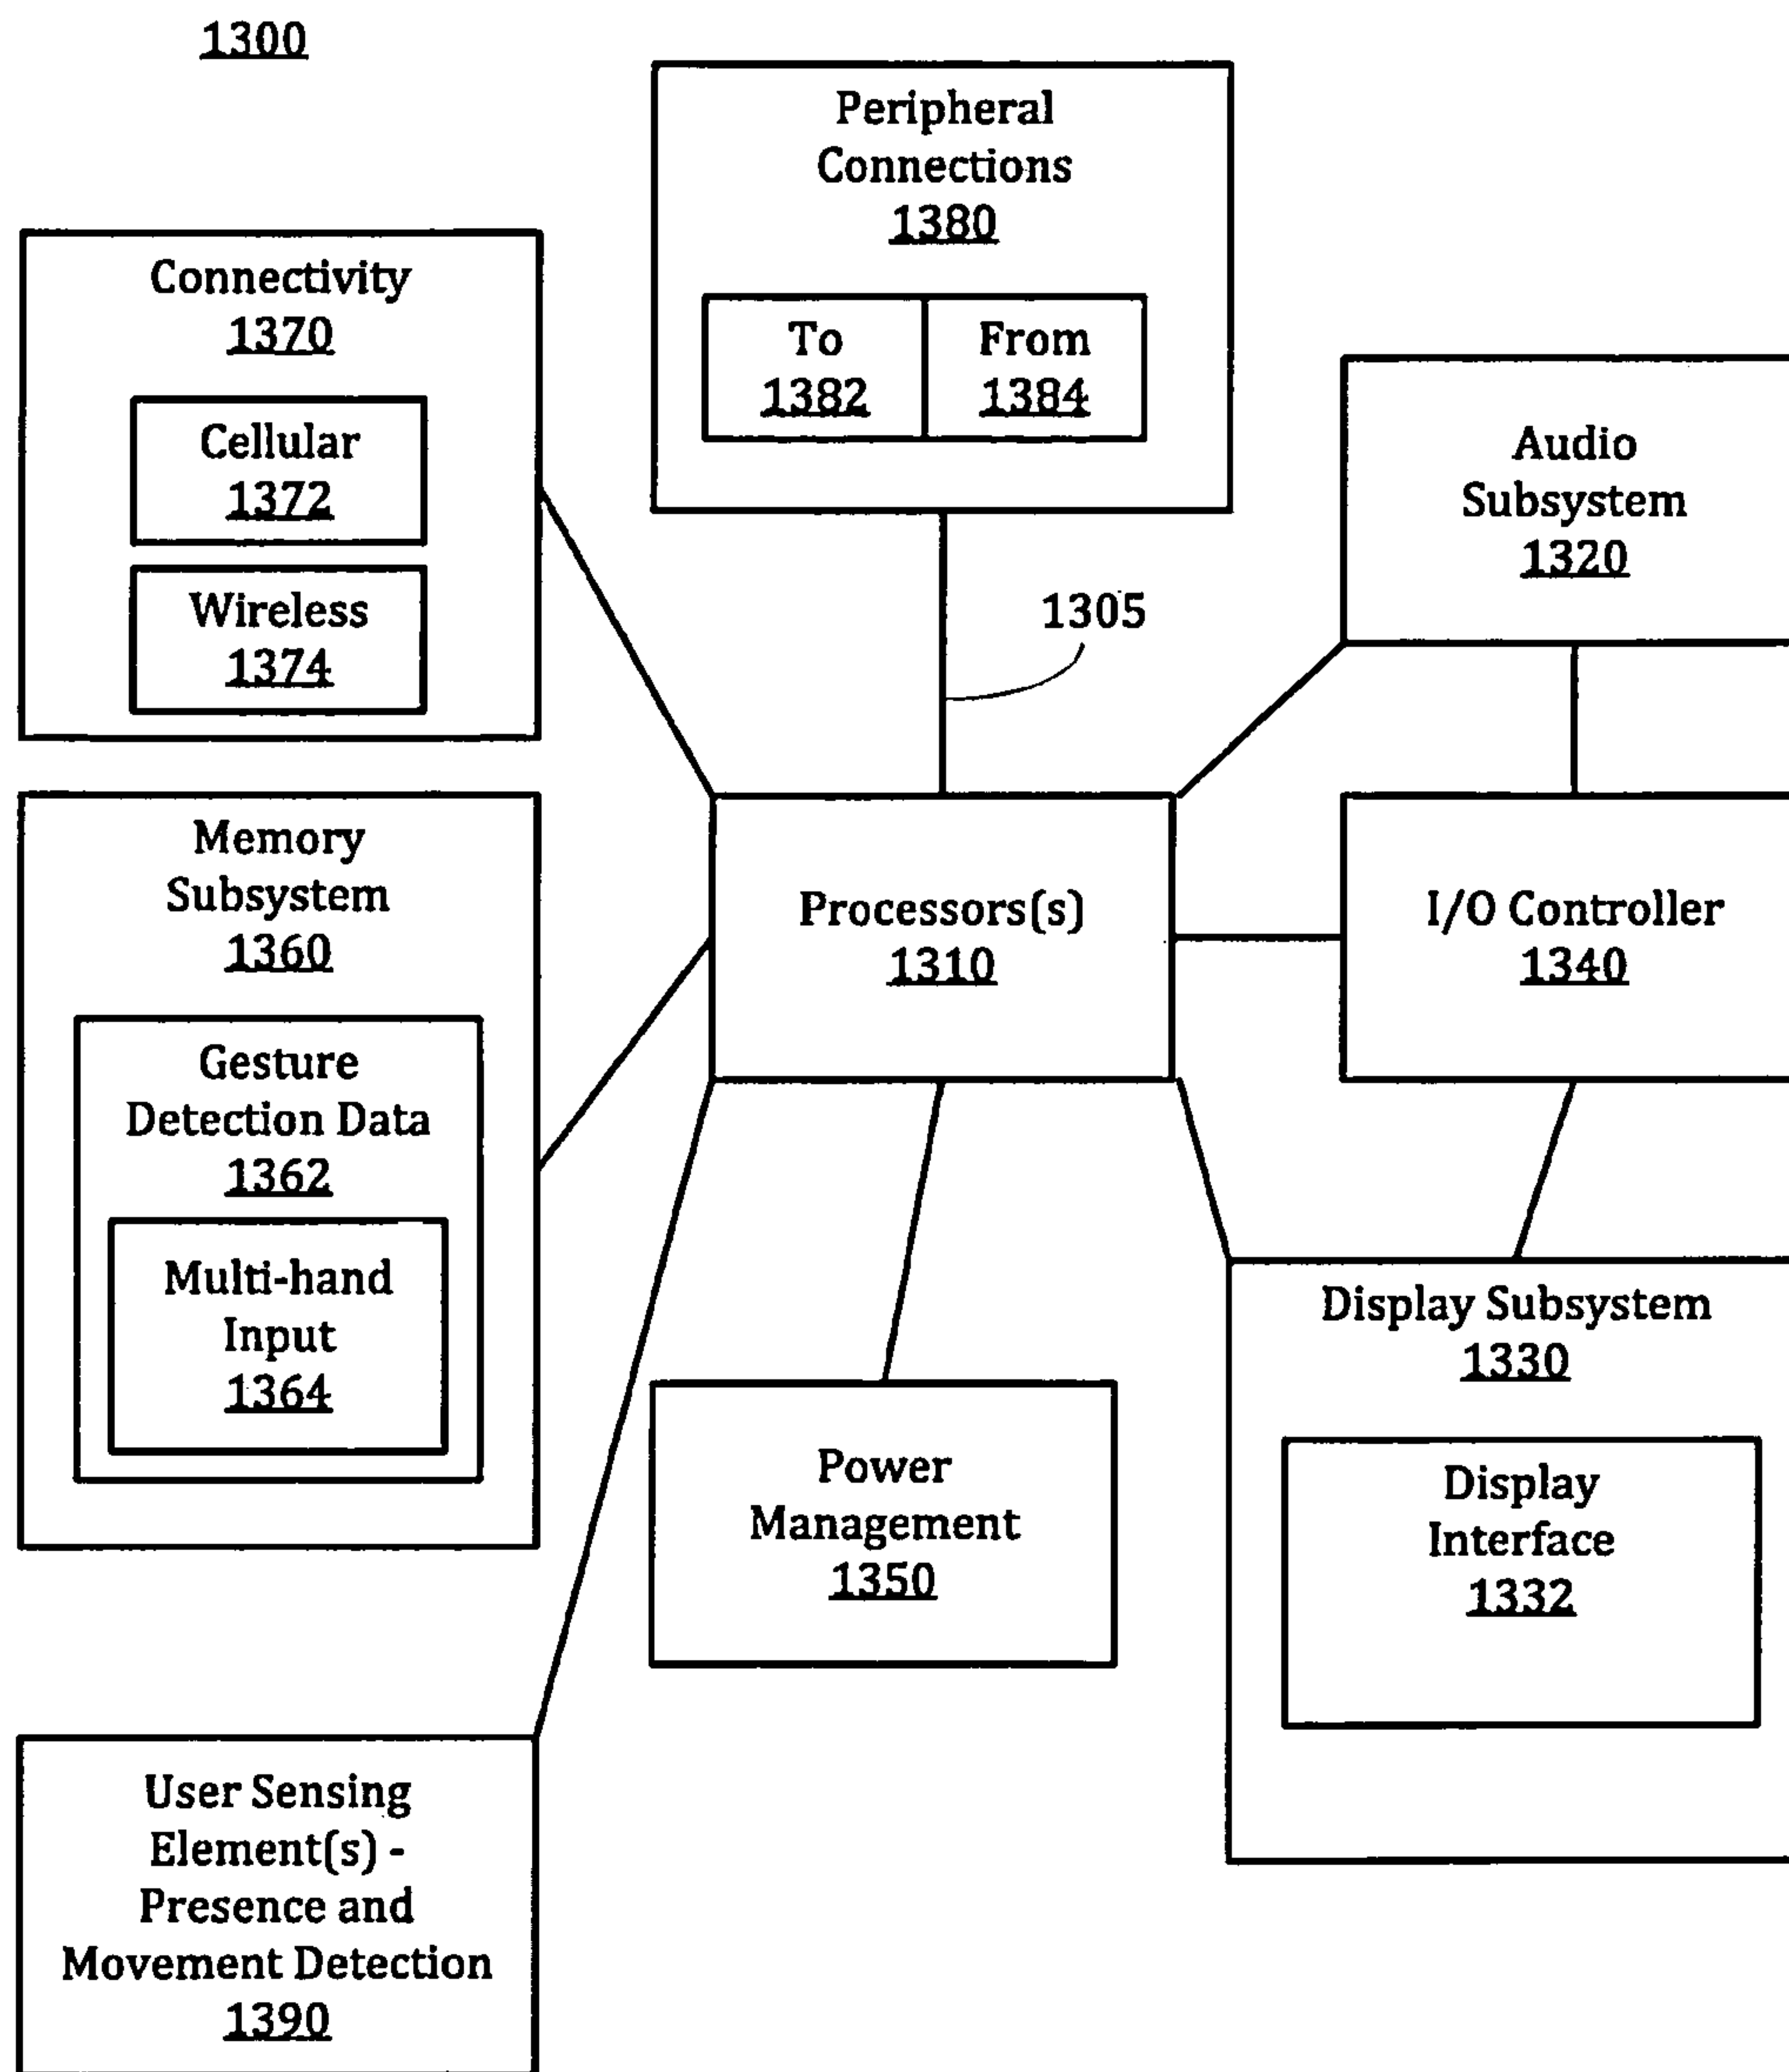 1300
Peripheral
Connections
1380
To
1382
From
1384
Connectivity
1370
Cellular
1372
Wireless
1374
Audio
Subsystem
1320
1305
Memory
Subsystem
1360
Gesture
Detection Data
1362
Multi-hand
Input
1364
Processors(s)
1310
I/O Controller
1340
Display Subsystem
1330
Display
Interface
1332
Power
Management
1350
User Sensing
Element(s) -
Presence and
Movement Detection
1390